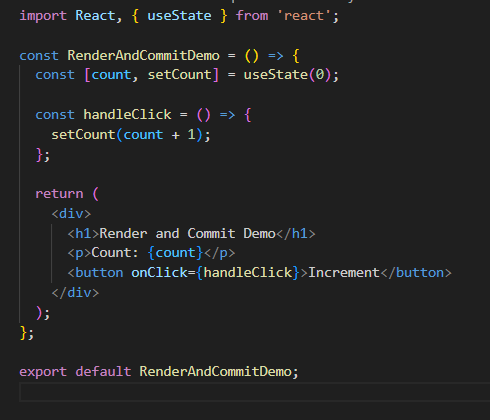 import React, { useState } from 'react';

const RenderAndCommitDemo = () => {
  const [count, setCount] = useState(0);

  const handleClick = () => {
    setCount(count + 1);
  };

  return (
    <div>
      <h1>Render and Commit Demo</h1>
      <p>Count: {count}</p>
      <button onClick={handleClick}>Increment</button>
    </div>
  );
};

export default RenderAndCommitDemo;